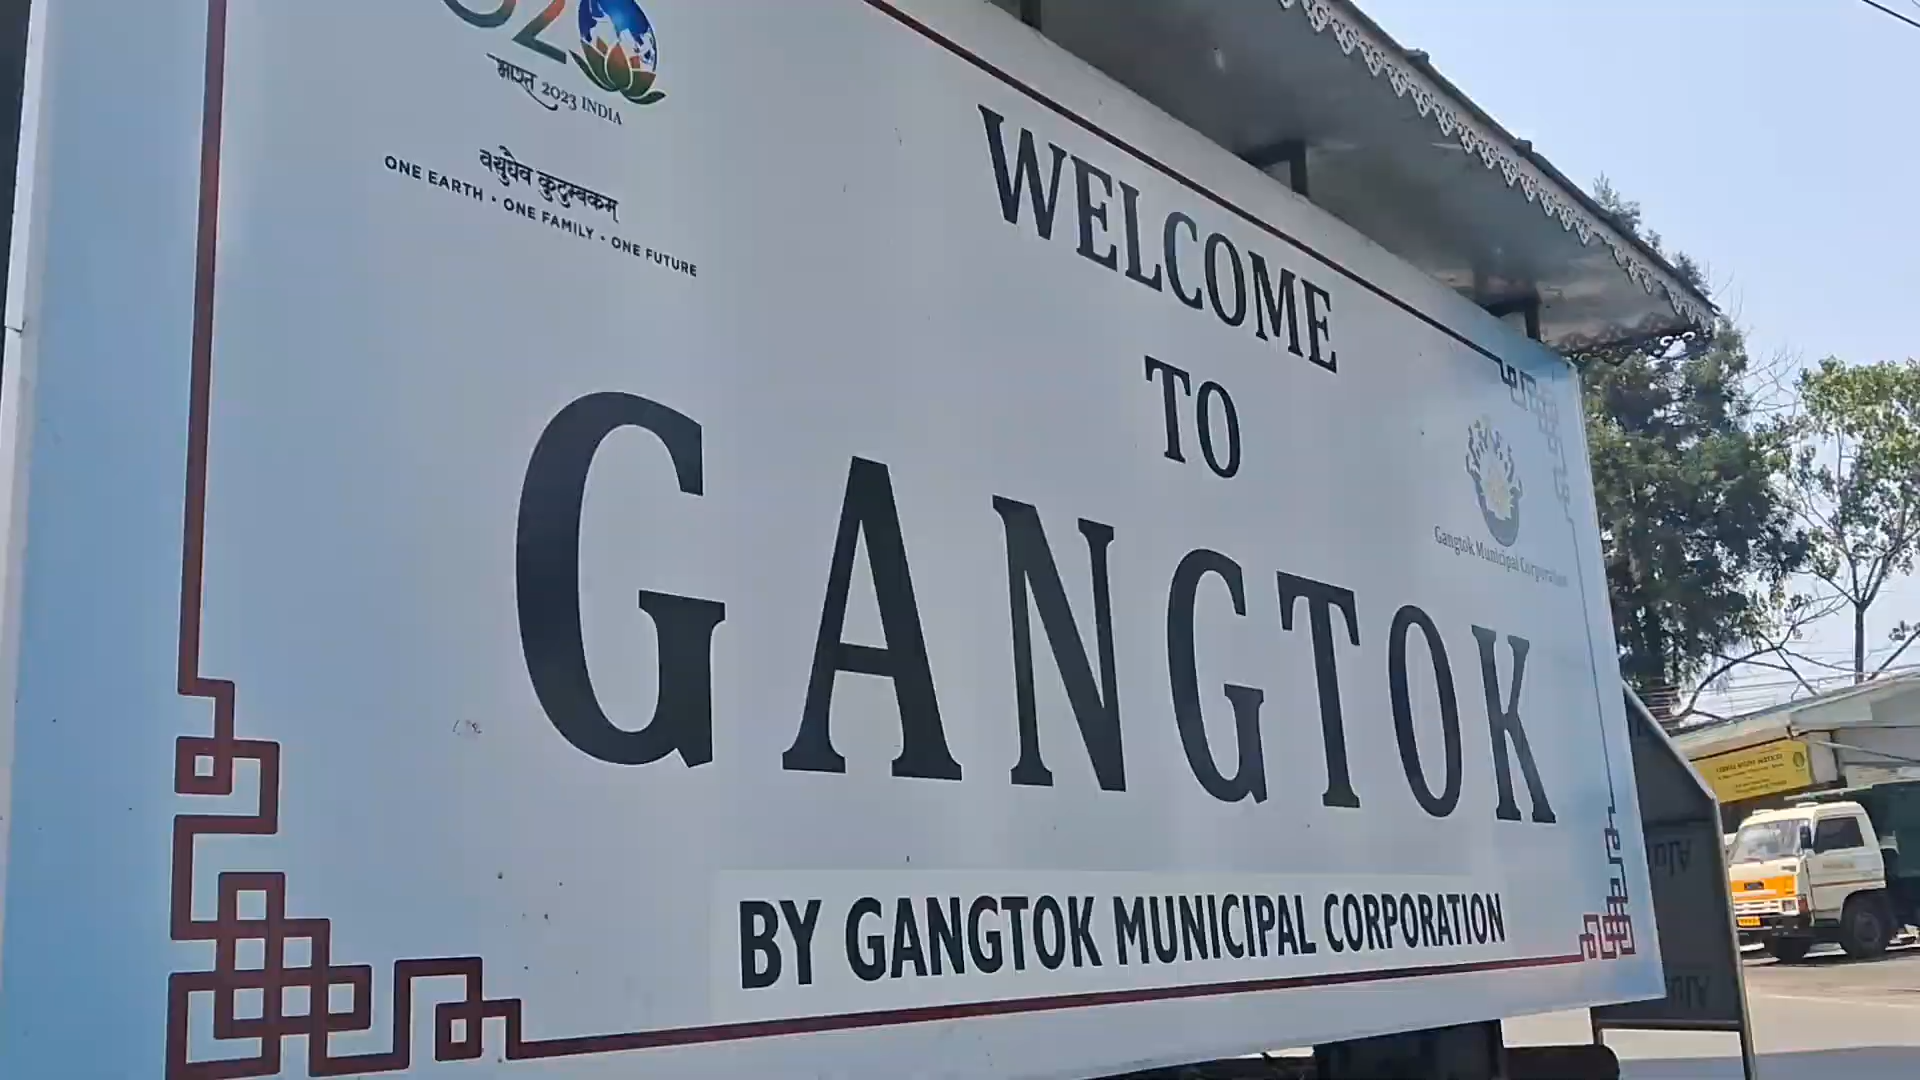 भारत 2023 INDIA
वसुधैव कुटुम्बकम्
ONE EARTH • ONE FAMILY • ONE FUTURE
WELCOME
TO
GANGTOK
Gangtok Municipal Corporation
BY GANGTOK MUNICIPAL CORPORATION